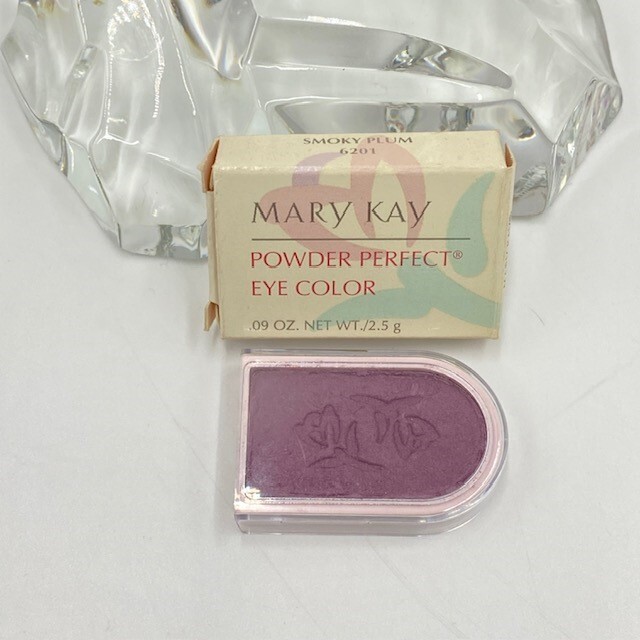 SMOKY PLUM
6201
MARY KAY
POWDER PERFECT®
EYE COLOR
.09 OZ. NET WT./2.5 g